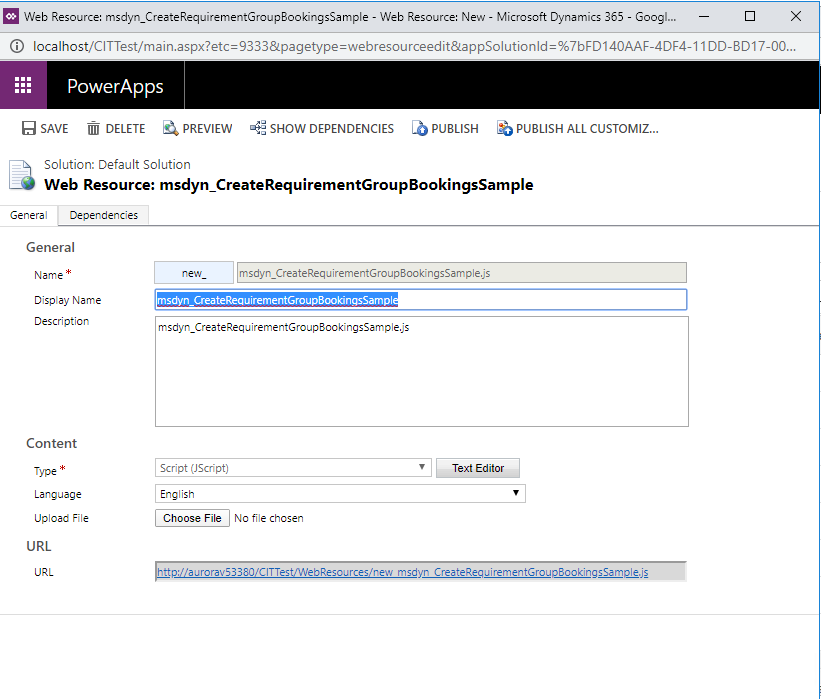 Web Resource: msdyn_CreateRequirementGroupBookingsSample - Web Resource: New - Microsoft Dynamics 365 - Googl...
localhost/CITTest/main.aspx?etc=9333&pagetype=webresourceedit&appSolutionId=%7bFD140AAF-4DF4-11DD-BD17-00...
PowerApps
SAVE DELETE PREVIEW SHOW DEPENDENCIES PUBLISH PUBLISH ALL CUSTOMIZ...
Solution: Default Solution
Web Resource: msdyn_CreateRequirementGroupBookingsSample
General Dependencies
General
Name * new_ msdyn_CreateRequirementGroupBookingsSample.js
Display Name msdyn_CreateRequirementGroupBookingsSample
Description msdyn_CreateRequirementGroupBookingsSample.js
Content
Type * Script (JScript) Text Editor
Language English
Upload File Choose File No file chosen
URL
URL http://aurorav53380/CITTest/WebResources/new_msdyn_CreateRequirementGroupBookingsSample.js